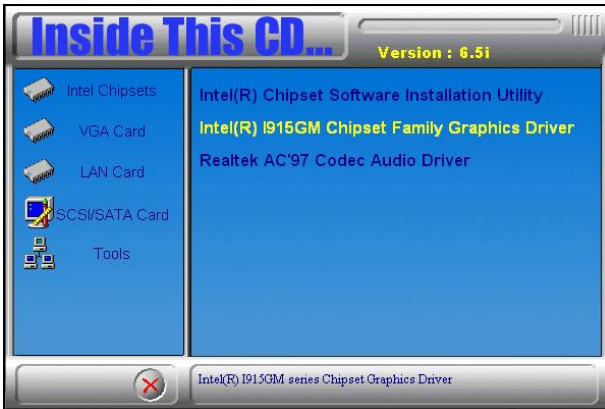 Inside This CD...
Version : 6.5i
Intel Chipsets
VGA Card
LAN Card
SCSI/SATA Card
Tools
Intel(R) Chipset Software Installation Utility
Intel(R) I915GM Chipset Family Graphics Driver
Realtek AC'97 Codec Audio Driver
Intel(R) I915GM series Chipset Graphics Driver